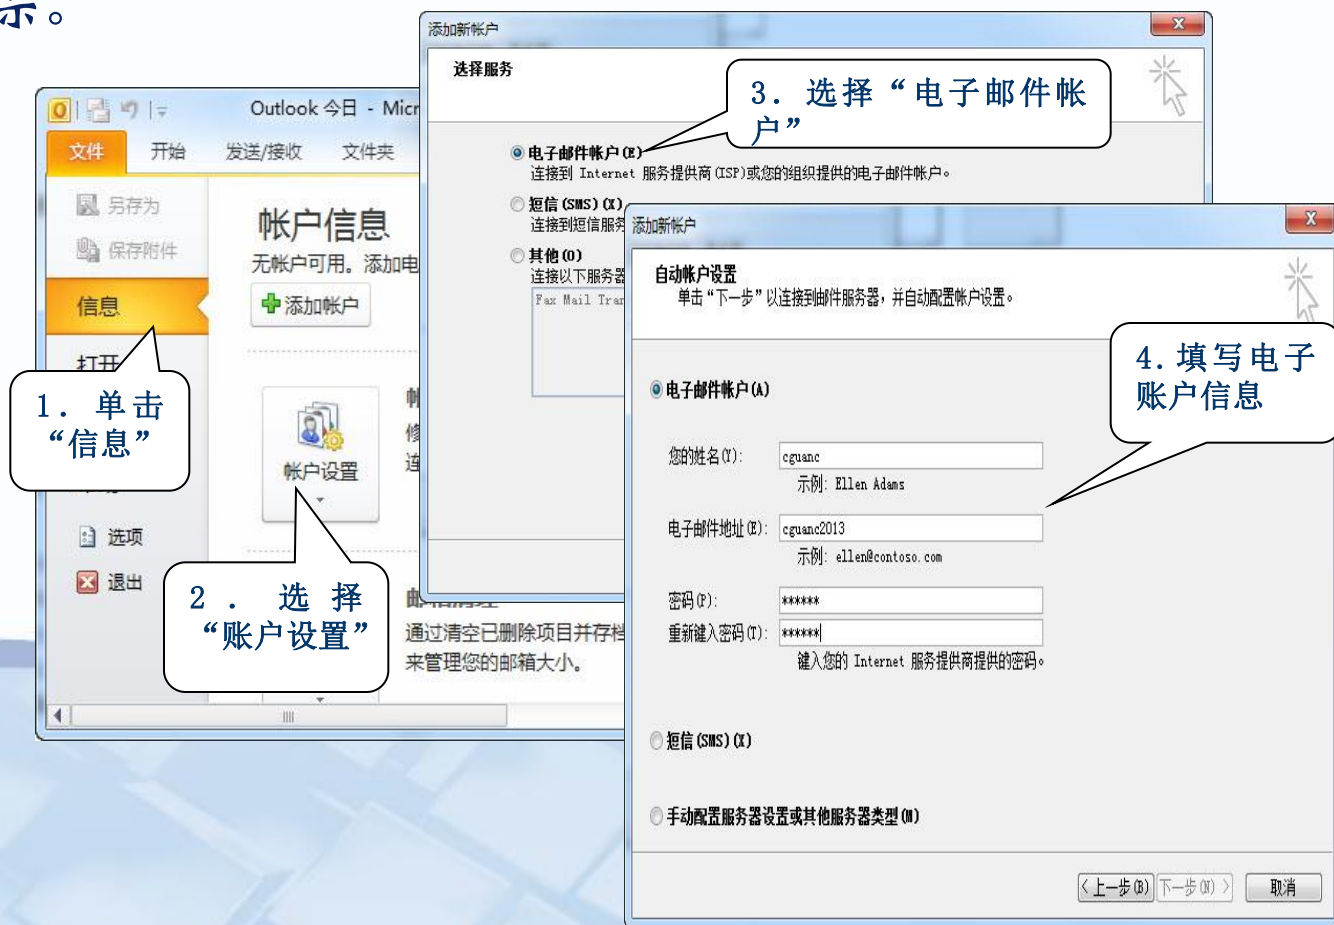 示。
Outlook 今日 - Micr
文件 开始 发送/接收 文件夹
另存为
保存附件
信息
打开
选项
退出
帐户信息
无帐户可用。添加电
添加帐户
帐户设置
修
连
通过清空已删除项目并存档
来管理您的邮箱大小。
1. 单击
“信息”
2 . 选 择
“账户设置”
添加新帐户
选择服务
3. 选择“电子邮件帐
户”
电子邮件帐户(E)
连接到 Internet 服务提供商(ISP)或您的组织提供的电子邮件帐户。
短信(SMS)(X)
连接到短信服务
其他(O)
连接以下服务器
Fax Mail Tran
添加新帐户
自动帐户设置
单击“下一步”以连接到邮件服务器，并自动配置帐户设置。
4. 填写电子
账户信息
电子邮件帐户(A)
您的姓名(Y): cguanc
示例: Ellen Adams
电子邮件地址(E): cguanc2013
示例: ellen@contoso.com
密码(P): ******
重新键入密码(T): ******
键入您的 Internet 服务提供商提供的密码。
短信(SMS)(X)
手动配置服务器设置或其他服务器类型(M)
< 上一步(B) 下一步(N) > 取消